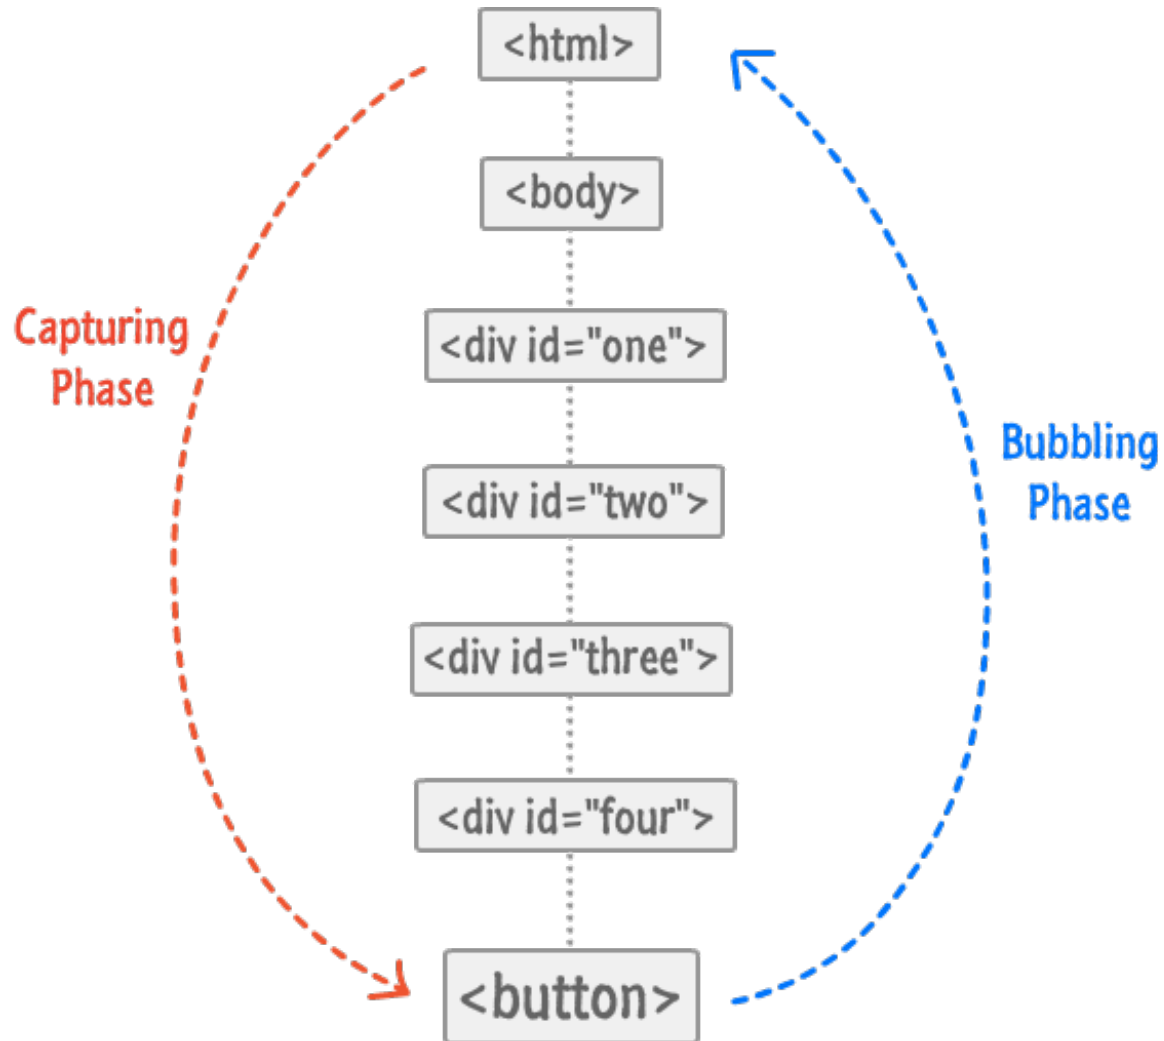 <html>
<body>
<div id="one">
Capturing
Phase
<div id="two">
Bubbling
Phase
<div id="three">
<div id="four">
<button>